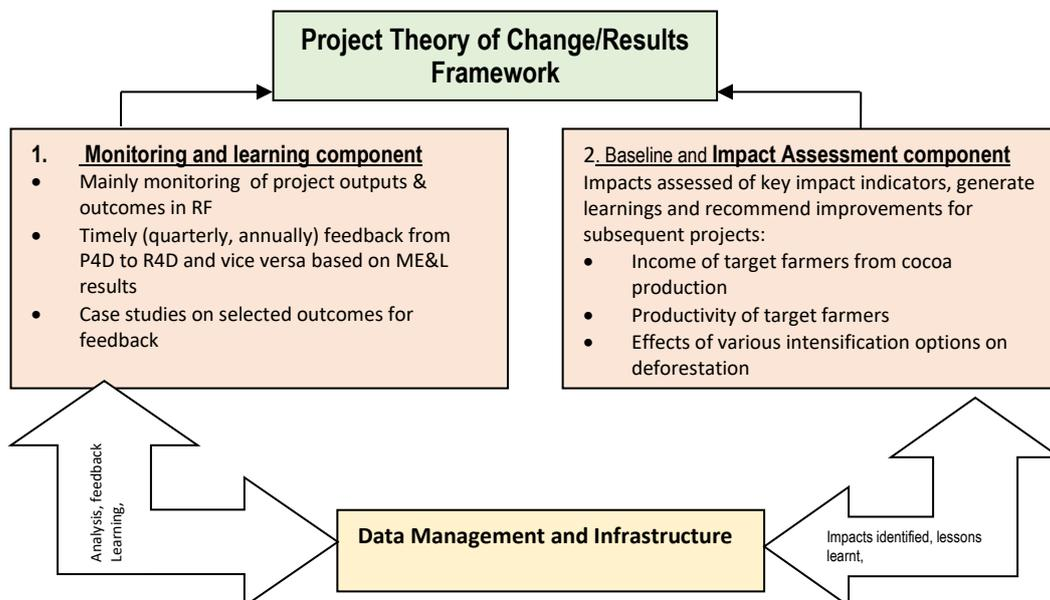 Project Theory of Change/Results
Framework
1. Monitoring and learning component
• Mainly monitoring of project outputs &
outcomes in RF
• Timely (quarterly, annually) feedback from
P4D to R4D and vice versa based on ME&L
results
• Case studies on selected outcomes for
feedback
2. Baseline and Impact Assessment component
Impacts assessed of key impact indicators, generate
learnings and recommend improvements for
subsequent projects:
• Income of target farmers from cocoa
production
• Productivity of target farmers
• Effects of various intensification options on
deforestation
Analysis, feedback
Learning,
Data Management and Infrastructure
Impacts identified, lessons
learnt,